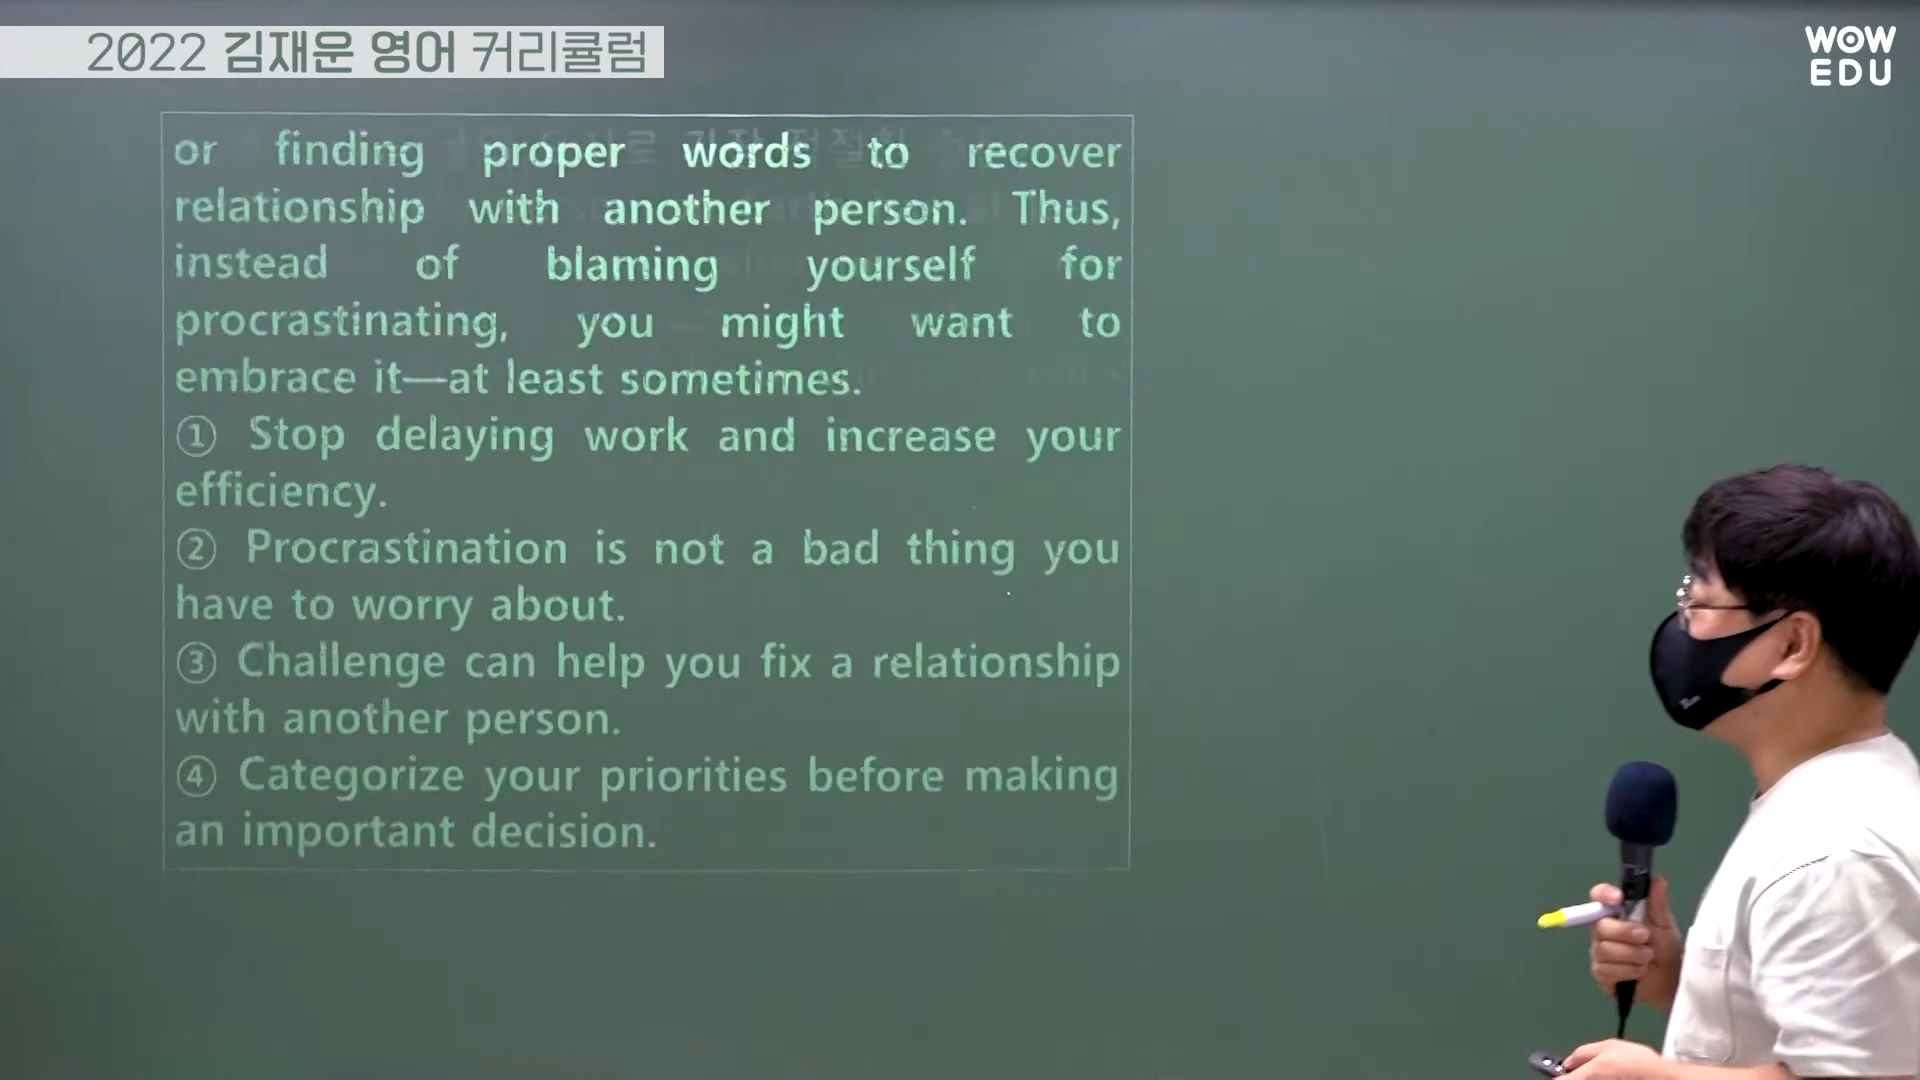 2022 김재운 영어 커리큘럼
WOW
EDU
or finding proper words to recover
relationship with another person. Thus,
instead of blaming yourself for
procrastinating, you might want to
embrace it—at least sometimes.
① Stop delaying work and increase your
efficiency.
② Procrastination is not a bad thing you
have to worry about.
③ Challenge can help you fix a relationship
with another person.
④ Categorize your priorities before making
an important decision.